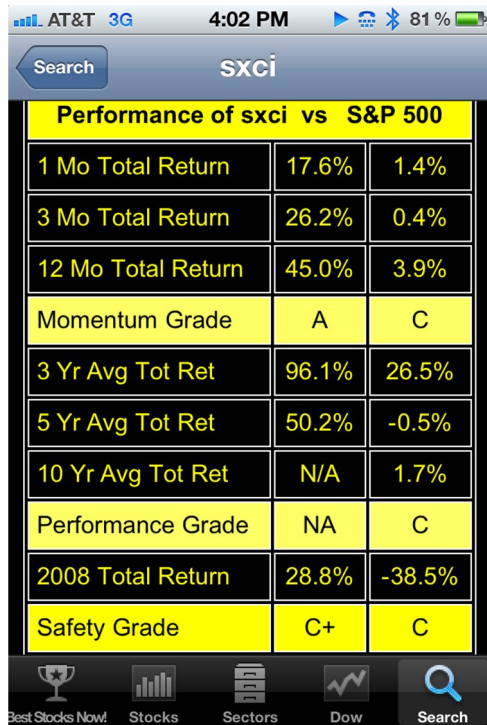 AT&T 3G 4:02 PM 81%
Search sxci
Performance of sxci vs S&P 500
1 Mo Total Return 17.6% 1.4%
3 Mo Total Return 26.2% 0.4%
12 Mo Total Return 45.0% 3.9%
Momentum Grade A C
3 Yr Avg Tot Ret 96.1% 26.5%
5 Yr Avg Tot Ret 50.2% -0.5%
10 Yr Avg Tot Ret N/A 1.7%
Performance Grade NA C
2008 Total Return 28.8% -38.5%
Safety Grade C+ C
Best Stocks Now! Stocks Sectors Dow Search